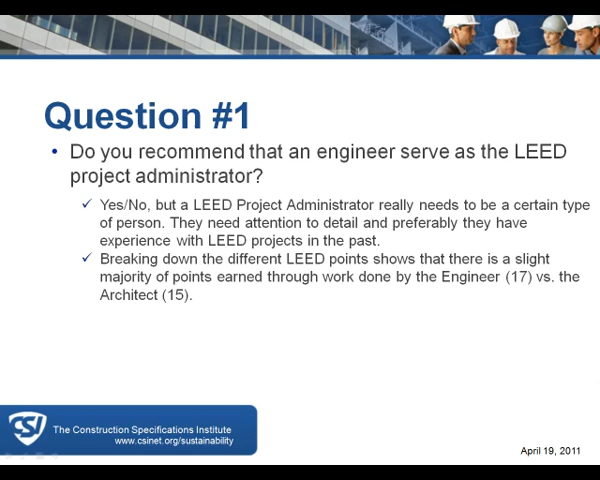 Question #1
• Do you recommend that an engineer serve as the LEED
project administrator?
✓ Yes/No, but a LEED Project Administrator really needs to be a certain type
of person. They need attention to detail and preferably they have
experience with LEED projects in the past.
✓ Breaking down the different LEED points shows that there is a slight
majority of points earned through work done by the Engineer (17) vs. the
Architect (15).
CSI
The Construction Specifications Institute
www.csinet.org/sustainability
April 19, 2011